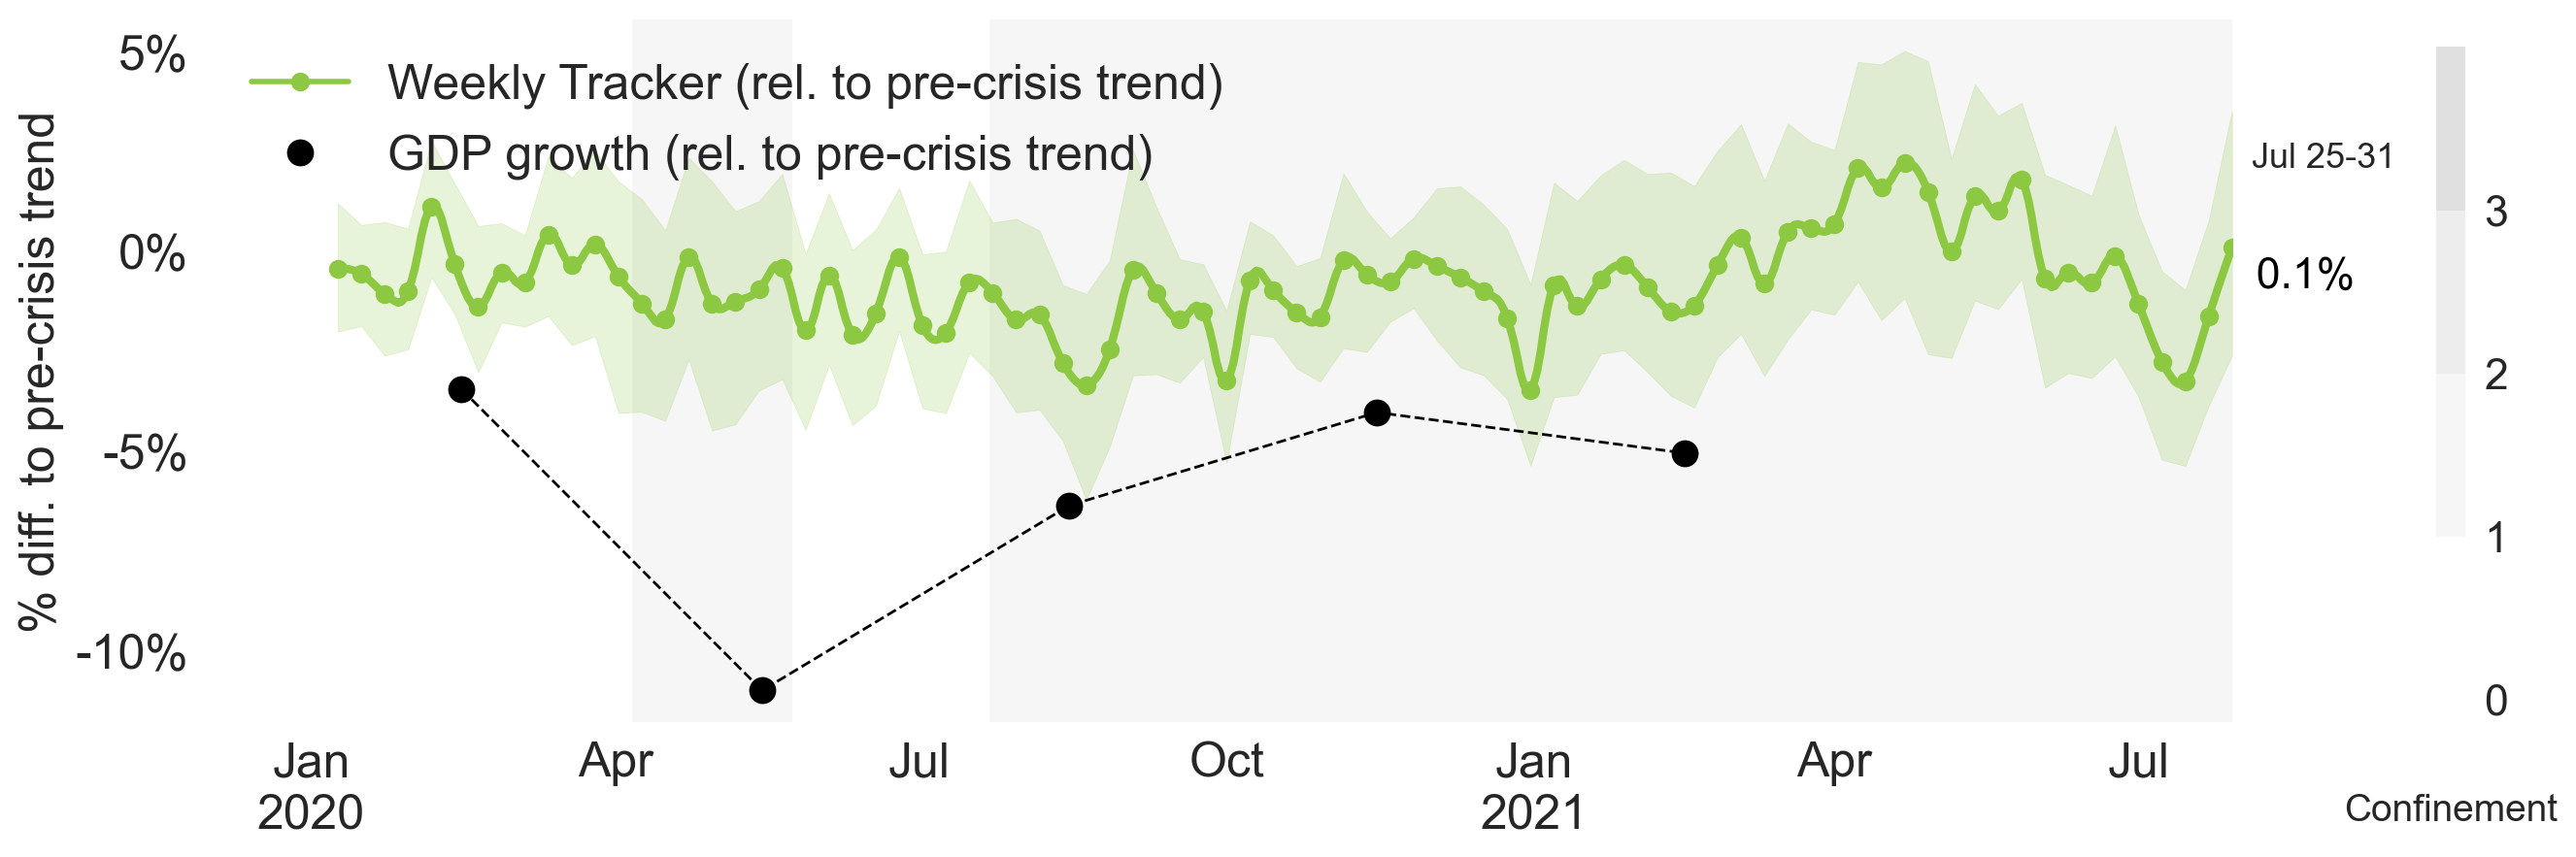 % diff. to pre-crisis trend
5%
0%
-5%
-10%
Weekly Tracker (rel. to pre-crisis trend)
GDP growth (rel. to pre-crisis trend)
Jul 25-31
0.1%
3
2
1
0
Jan
2020
Apr
Jul
Oct
Jan
2021
Apr
Jul
Confinement